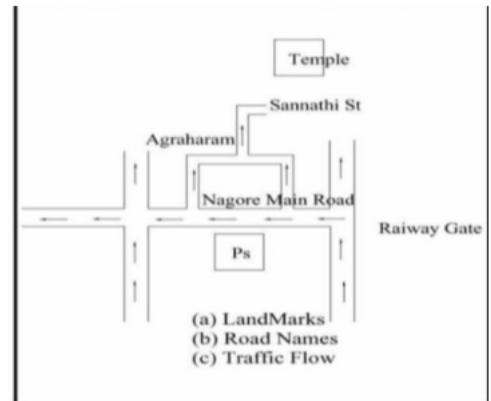 Temple
Sannathi St
Agraharam
Nagore Main Road
Raiway Gate
Ps
(a) LandMarks
(b) Road Names
(c) Traffic Flow